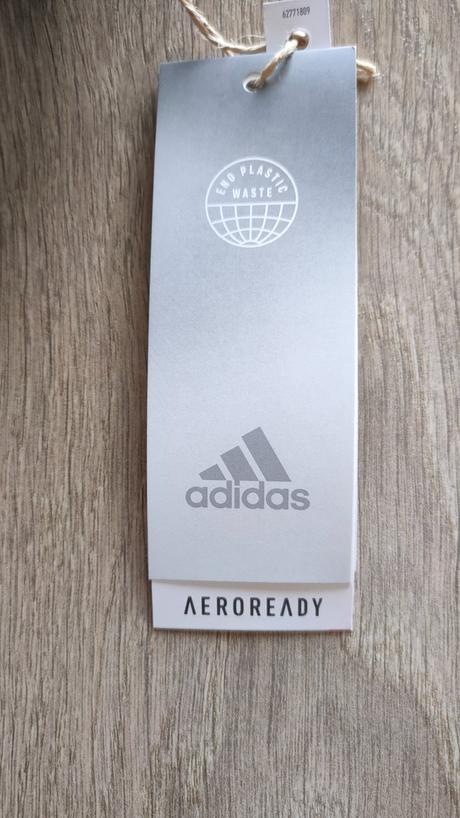 62771809
END PLASTIC
WASTE
adidas
AEROREADY